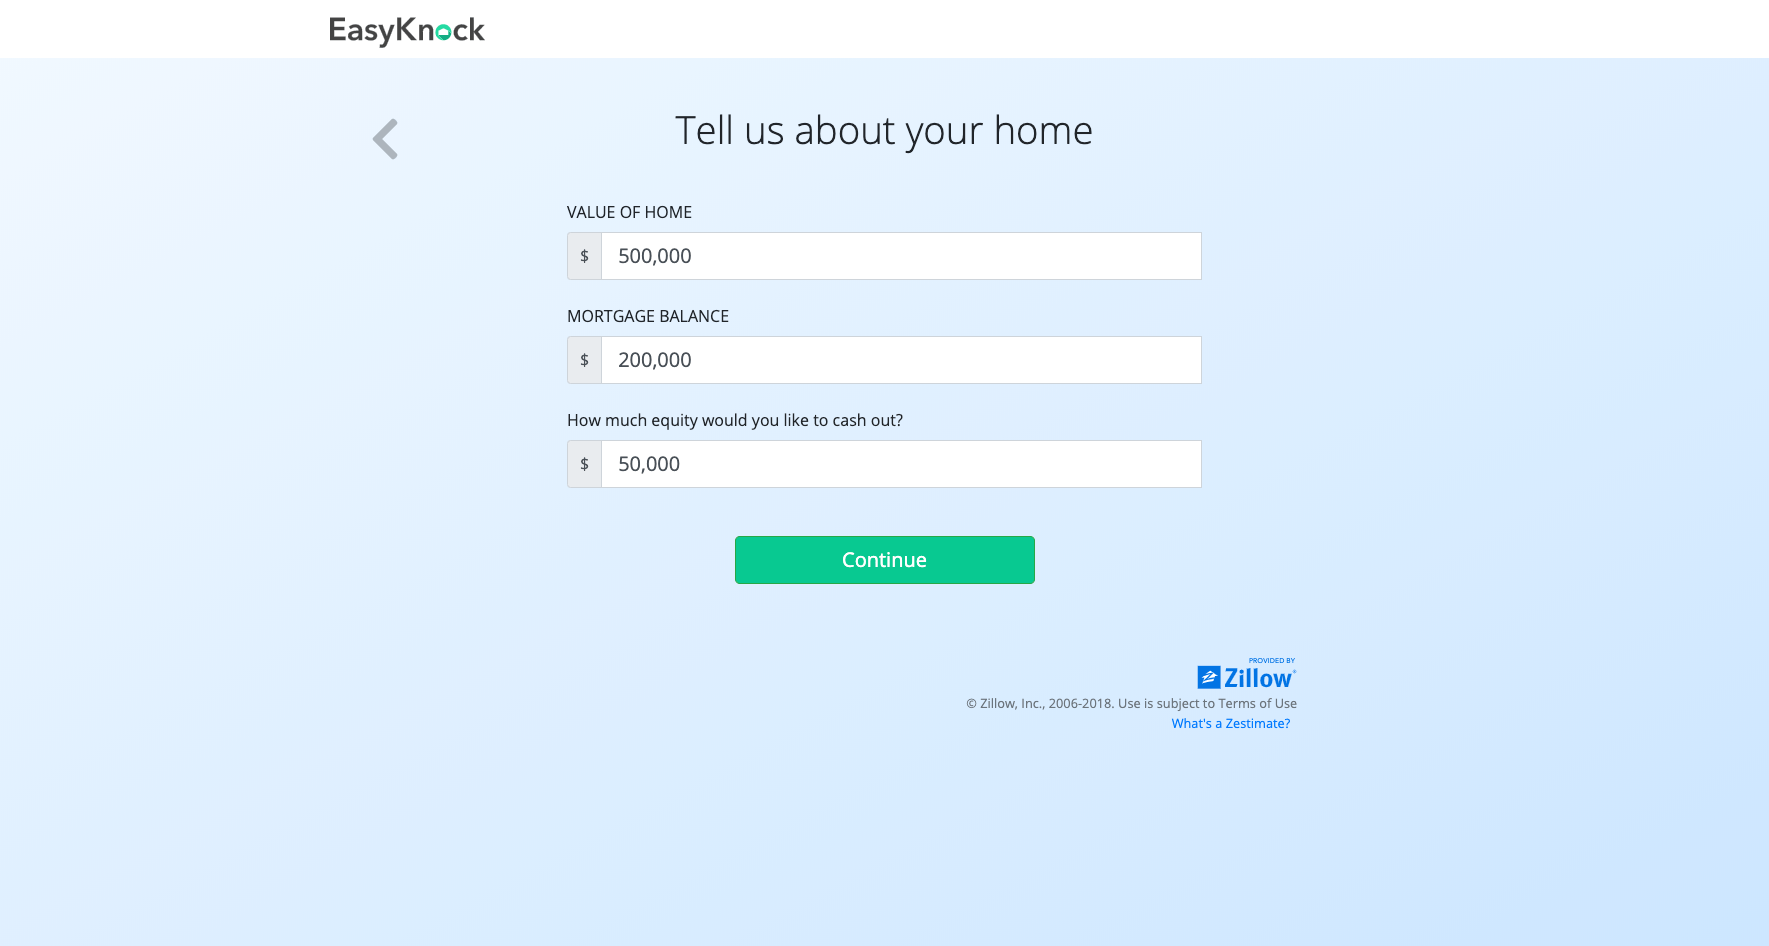 EasyKnock
Tell us about your home
VALUE OF HOME
$ 500,000
MORTGAGE BALANCE
$ 200,000
How much equity would you like to cash out?
$ 50,000
Continue
PROVIDED BY
Zillow®
© Zillow, Inc., 2006-2018. Use is subject to Terms of Use
What's a Zestimate?